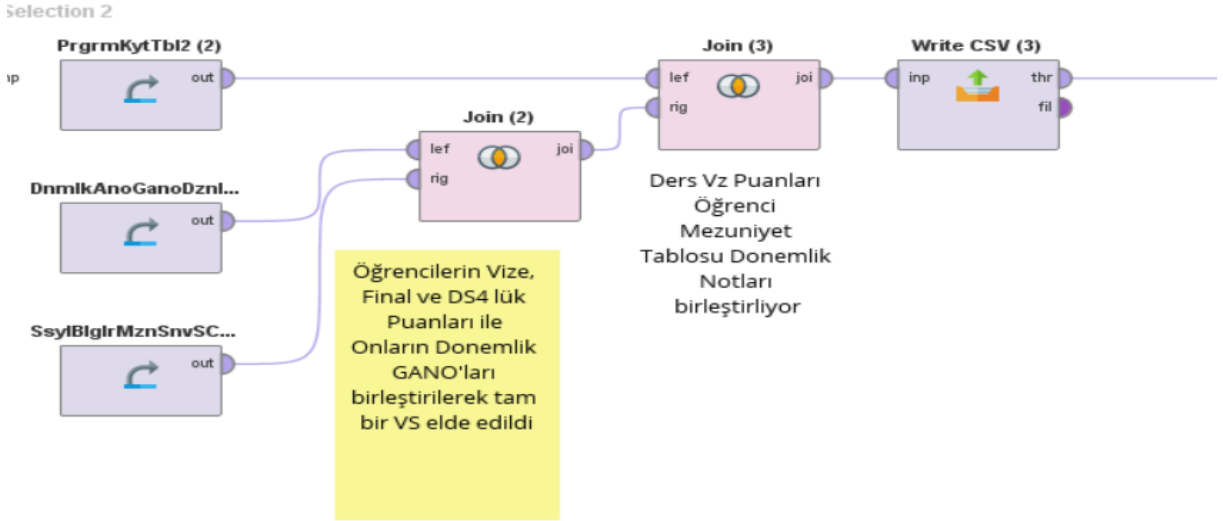 Selection 2
PrgrmKytTbl2 (2)
np
out
Join (3)
lef
rig
joi
Write CSV (3)
inp
thr
fil
Join (2)
lef
rig
joi
DnmlkAnoGanoDznl...
out
SsylBlglrMznSnvSC...
out
Öğrencilerin Vize,
Final ve DS4 lük
Puanları ile
Onların Donemlik
GANO'ları
birleştirilerek tam
bir VS elde edildi
Ders Vz Puanları
Öğrenci
Mezuniyet
Tablosu Donemlik
Notları
birleştirliyor